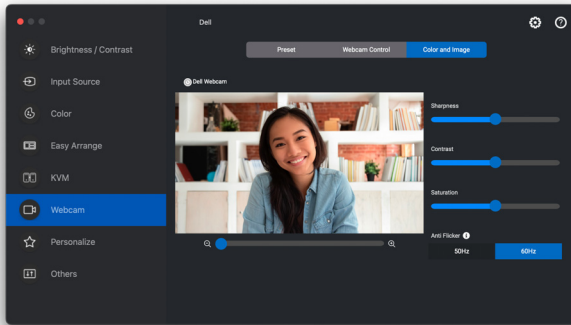 Dell
Brightness / Contrast
Input Source
Color
Easy Arrange
KVM
Webcam
Personalize
Others
Preset
Webcam Control
Color and Image
Dell Webcam
Sharpness
Contrast
Saturation
Anti Flicker
50Hz
60Hz